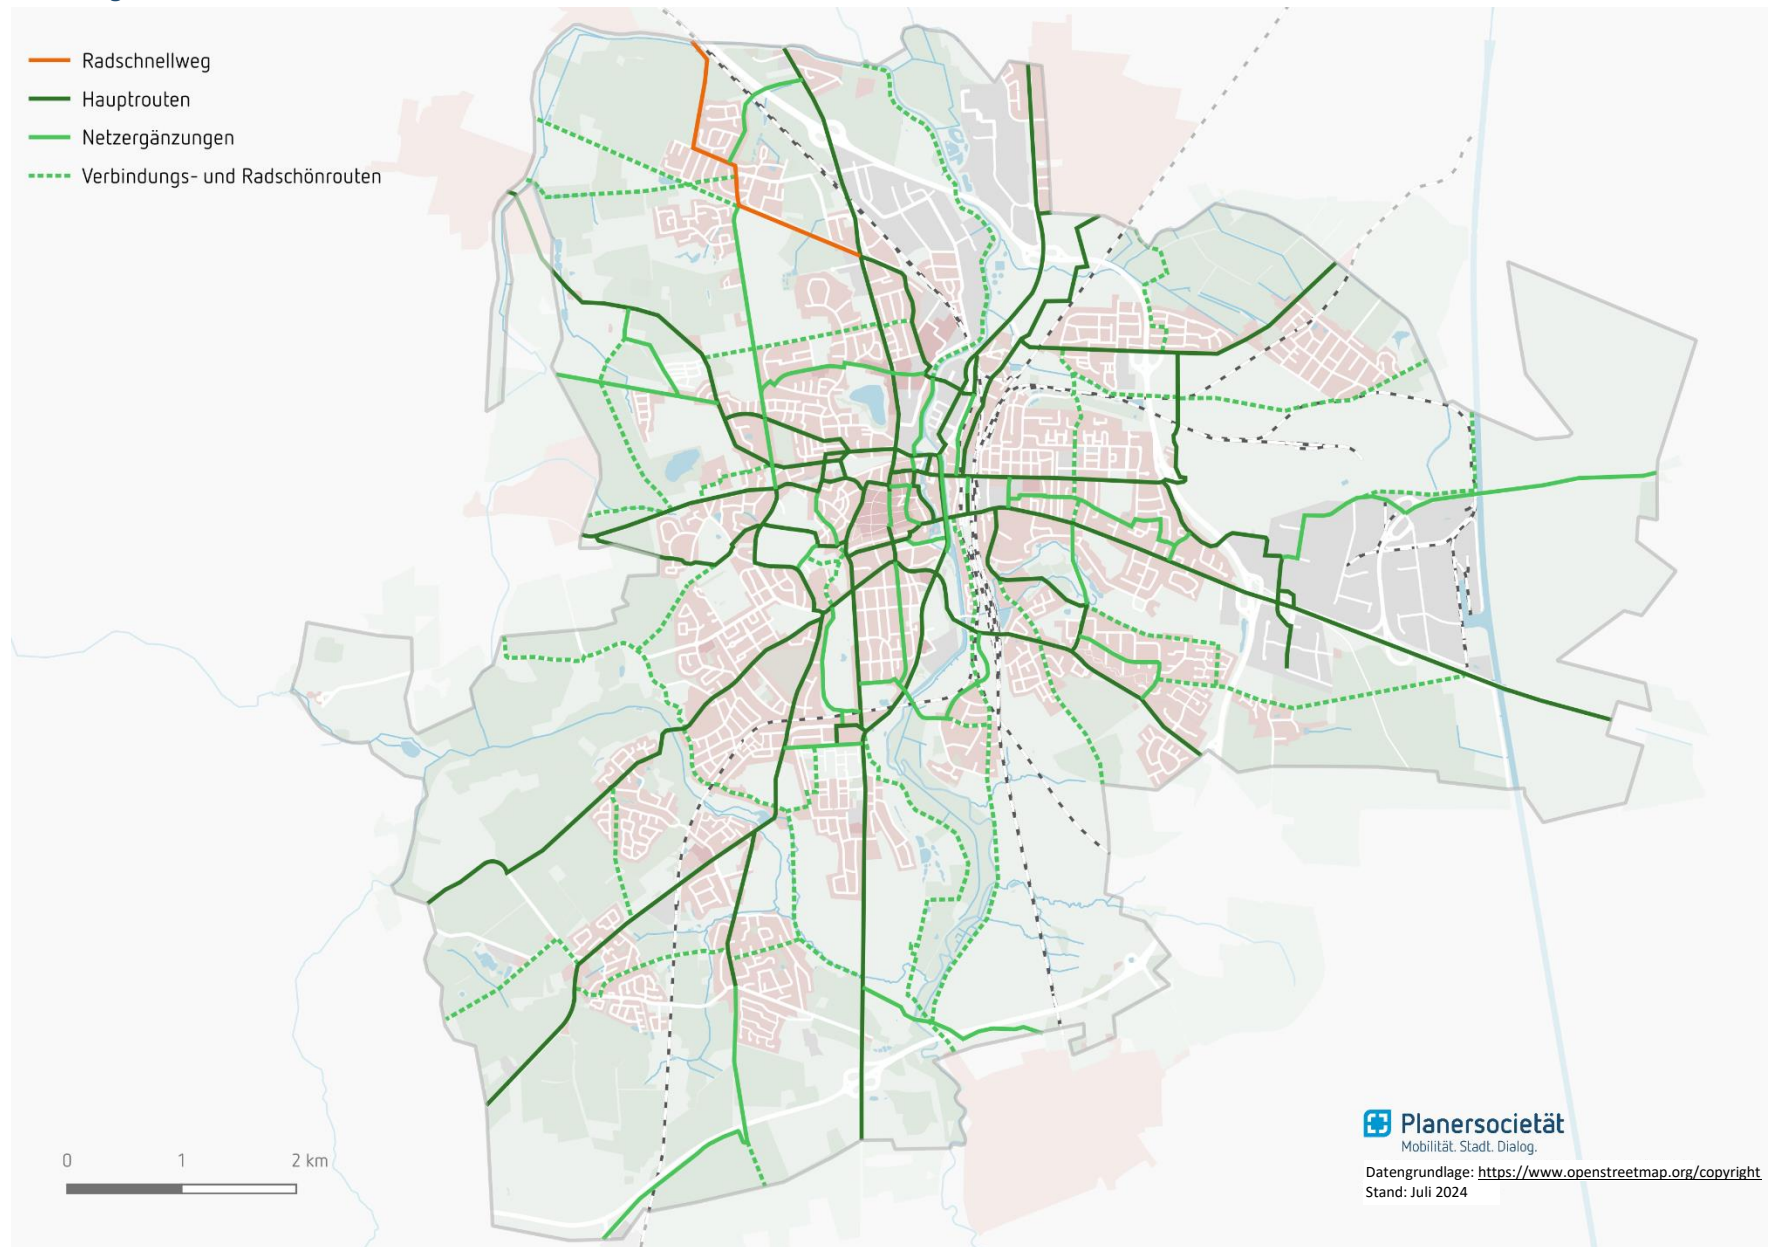 Radschnellweg
Hauptrouten
Netzergänzungen
Verbindungs- und Radschönrouten
0 1 2 km
Planersocietät
Mobilität. Stadt. Dialog.
Datengrundlage: https://www.openstreetmap.org/copyright
Stand: Juli 2024